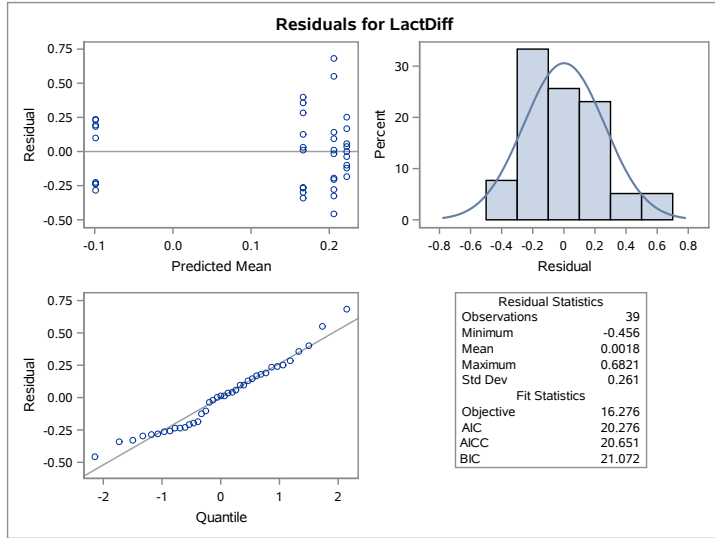 Residuals for LactDiff
0.75
0.50
0.25
0.00
-0.25
-0.50
Residual
-0.1 0.0 0.1 0.2
Predicted Mean
30
20
10
0
Percent
-0.8 -0.6 -0.4 -0.2 0 0.2 0.4 0.6 0.8
Residual
0.75
0.50
0.25
0.00
-0.25
-0.50
Residual
-2 -1 0 1 2
Quantile
Residual Statistics
Observations 39
Minimum -0.456
Mean 0.0018
Maximum 0.6821
Std Dev 0.261
Fit Statistics
Objective 16.276
AIC 20.276
AICC 20.651
BIC 21.072